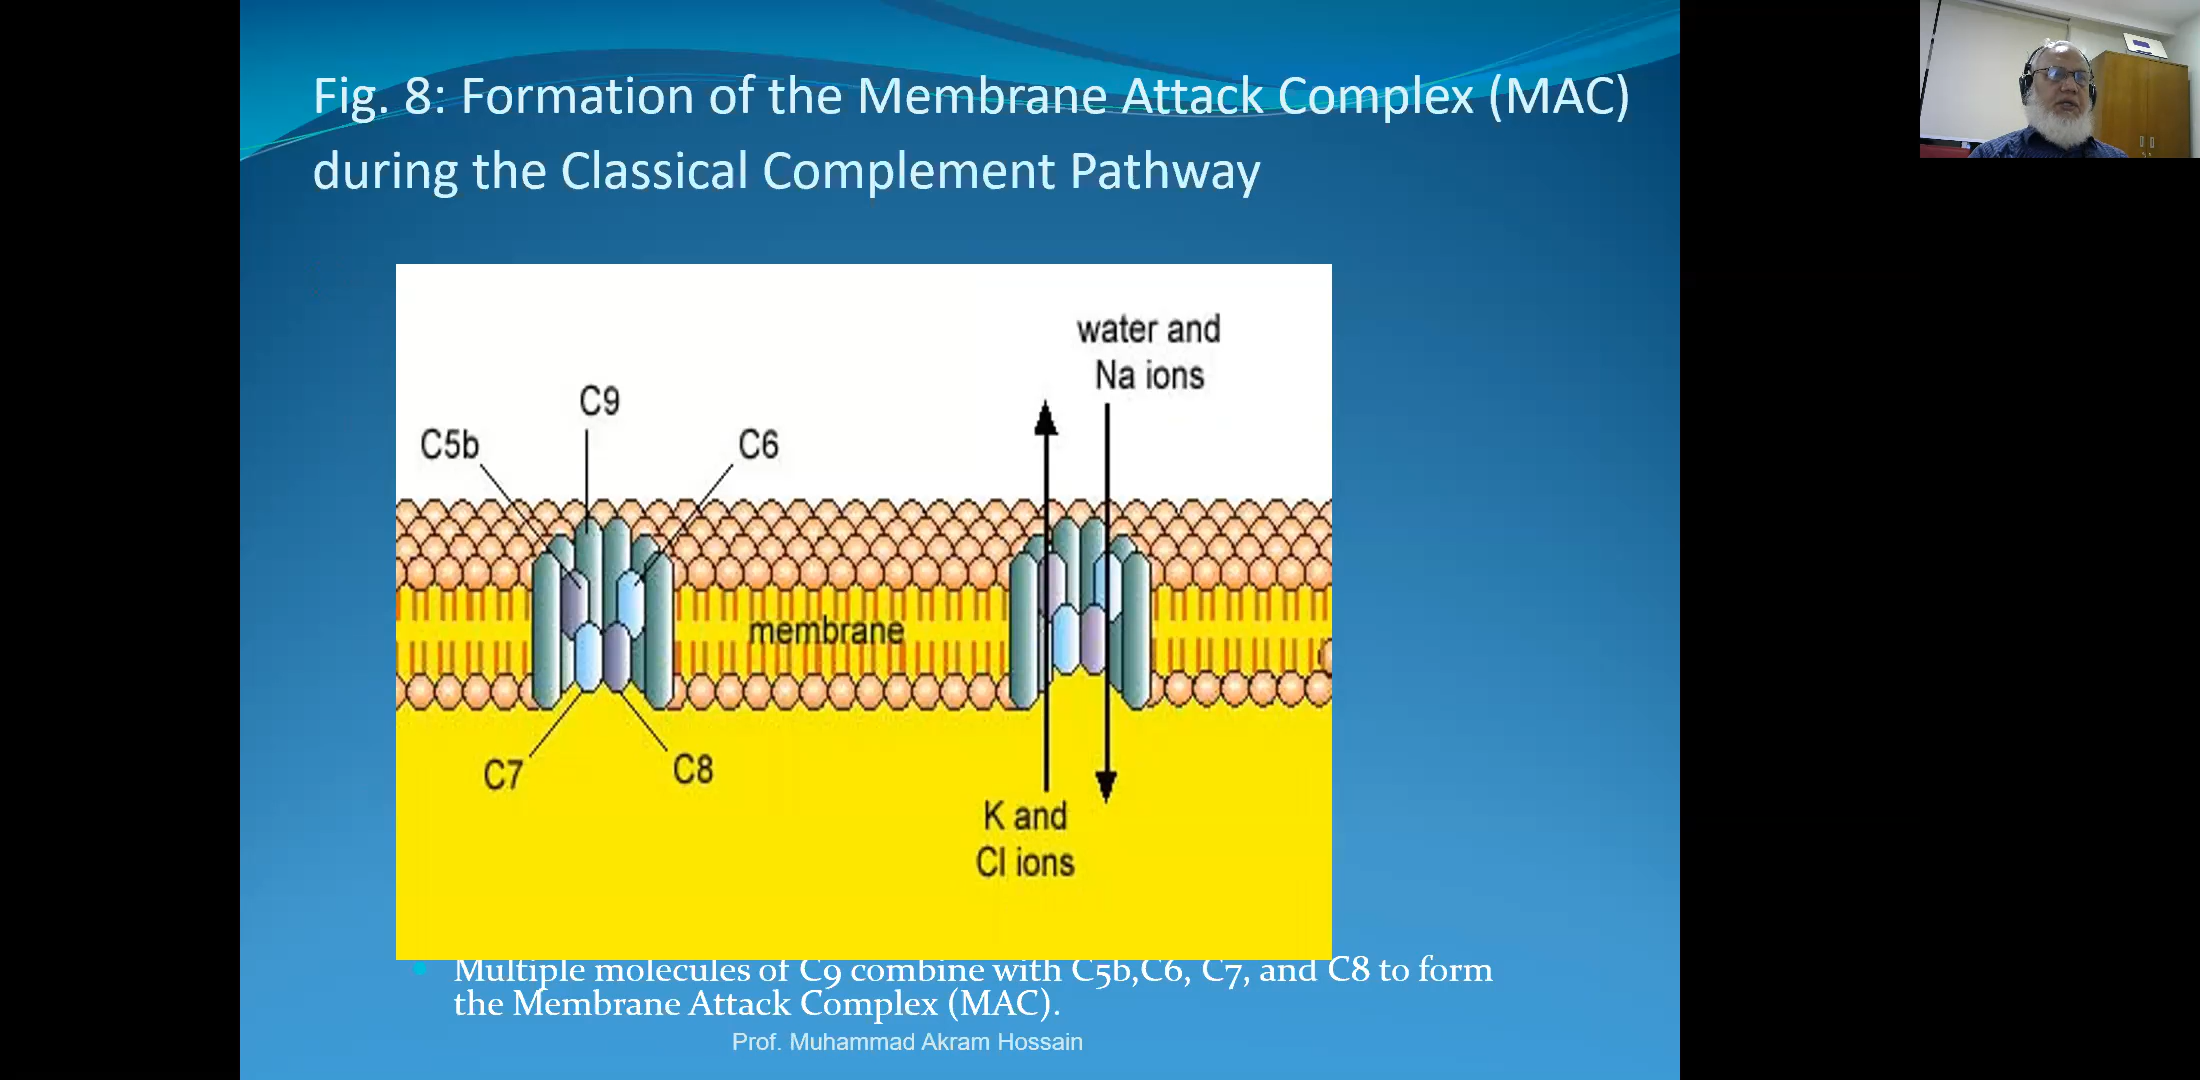 Fig. 8: Formation of the Membrane Attack Complex (MAC)
during the Classical Complement Pathway
water and
Na ions
C9
C5b
C6
membrane
C7
C8
K and
Cl ions
Multiple molecules of C9 combine with C5b,C6, C7, and C8 to form
the Membrane Attack Complex (MAC).
Prof. Muhammad Akram Hossain